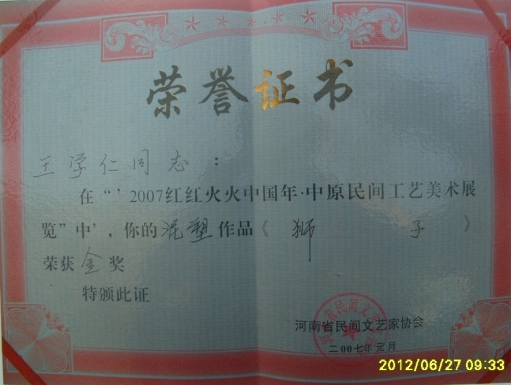 荣誉证书
王学仁同志：
在“'2007红红火火中国年·中原民间工艺美术展
览”中'，你的泥塑作品《狮子》
荣获金奖
特颁此证
河南省民间文艺家协会
二00七年元月
2012/06/27 09:33